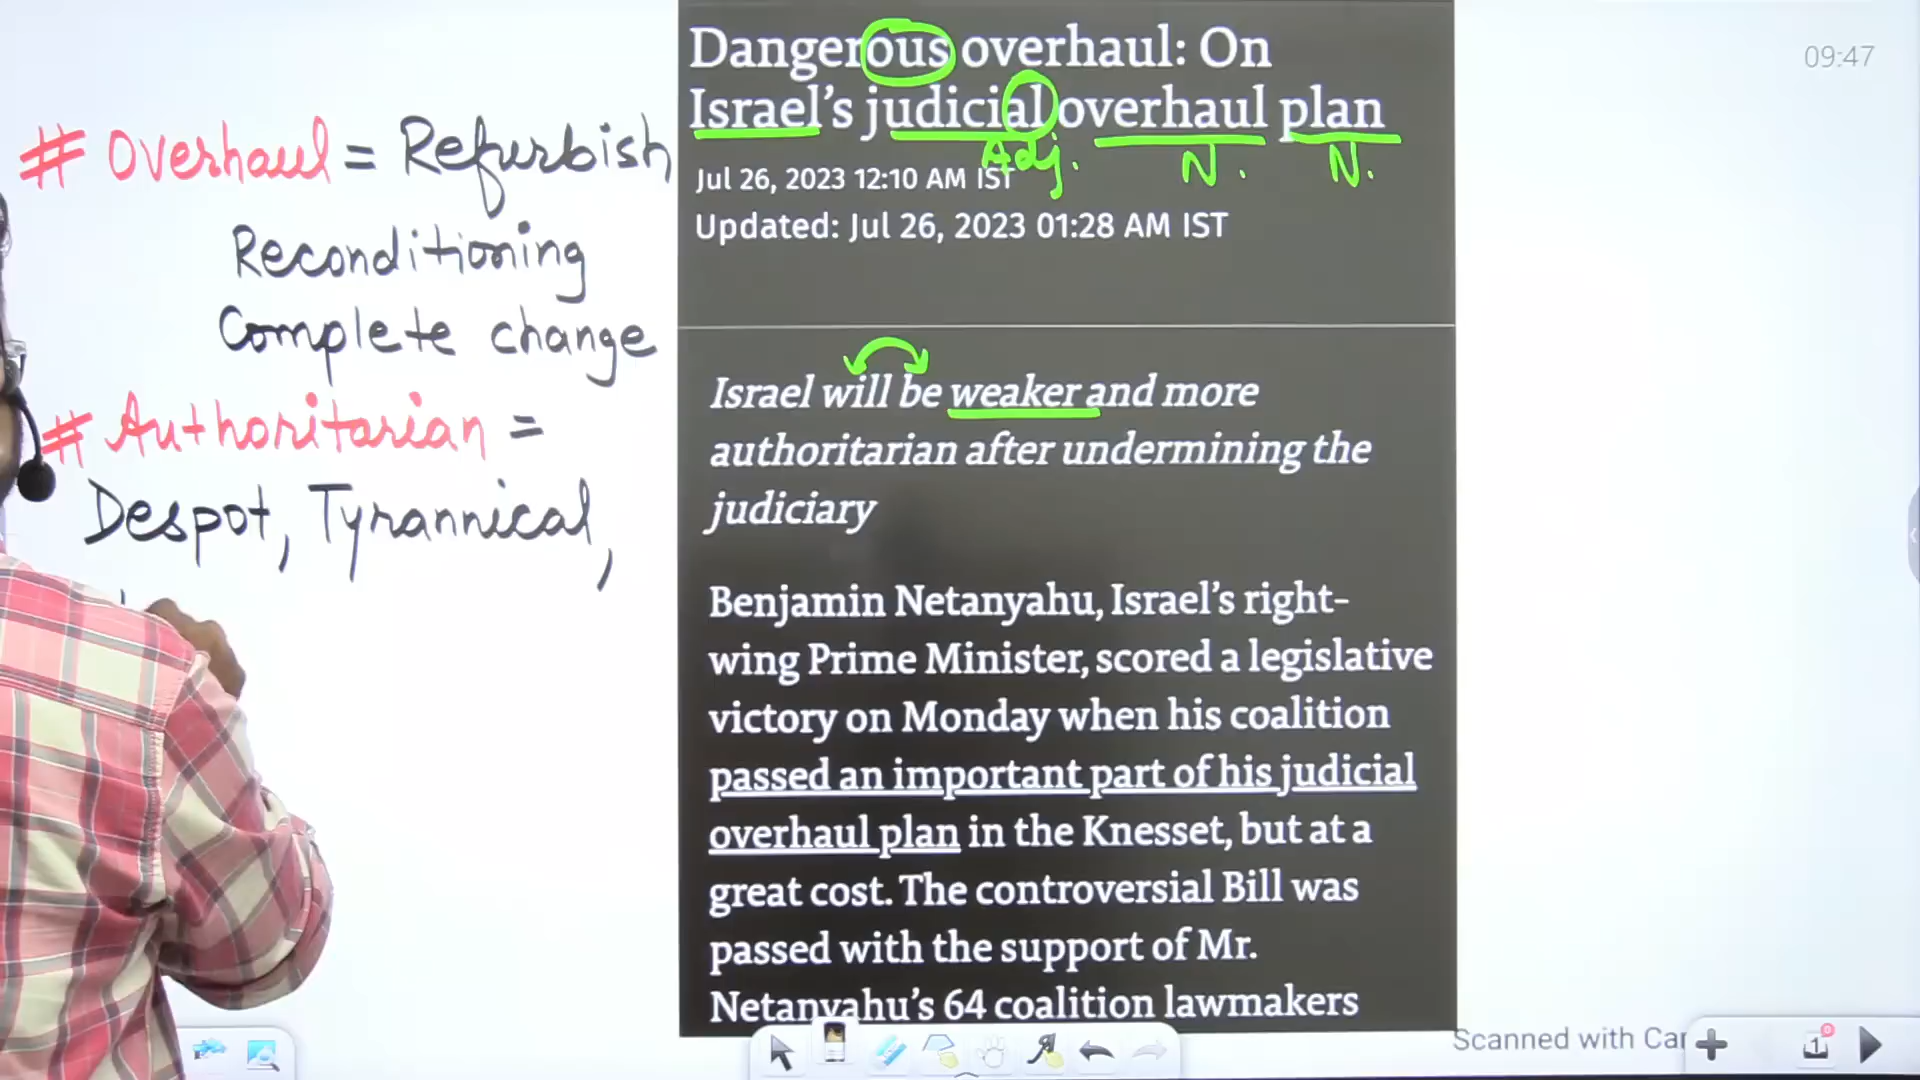 09:47
Dangerous overhaul: On
Israel's judicial overhaul plan
Adj. N. N.
Jul 26, 2023 12:10 AM IST
Updated: Jul 26, 2023 01:28 AM IST
# Overhaul = Refurbish
Reconditioning
Complete change
# Authoritarian =
Despot, Tyrannical,
Israel will be weaker and more
authoritarian after undermining the
judiciary
Benjamin Netanyahu, Israel's right-
wing Prime Minister, scored a legislative
victory on Monday when his coalition
passed an important part of his judicial
overhaul plan in the Knesset, but at a
great cost. The controversial Bill was
passed with the support of Mr.
Netanyahu's 64 coalition lawmakers
Scanned with Ca
1
0